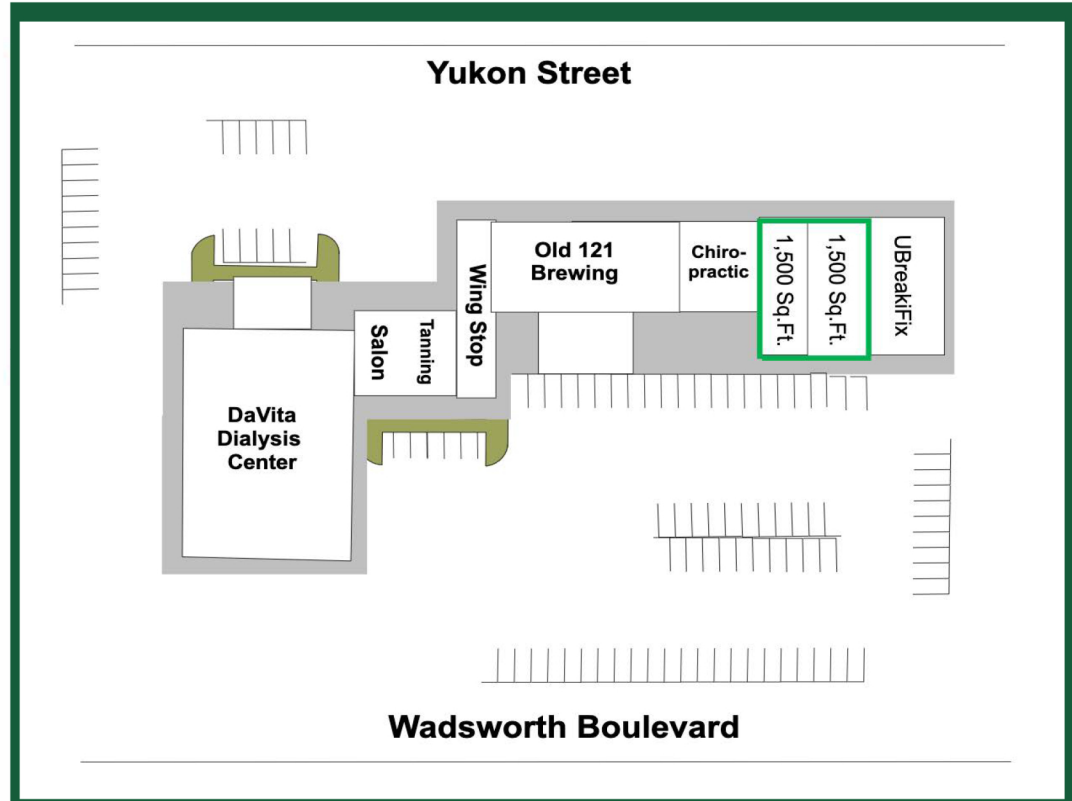 Yukon Street
DaVita
Dialysis
Center
Salon
Tanning
Wing Stop
Old 121
Brewing
Chiro-
practic
1,500 Sq.Ft.
1,500 Sq.Ft.
UBreakiFix
Wadsworth Boulevard